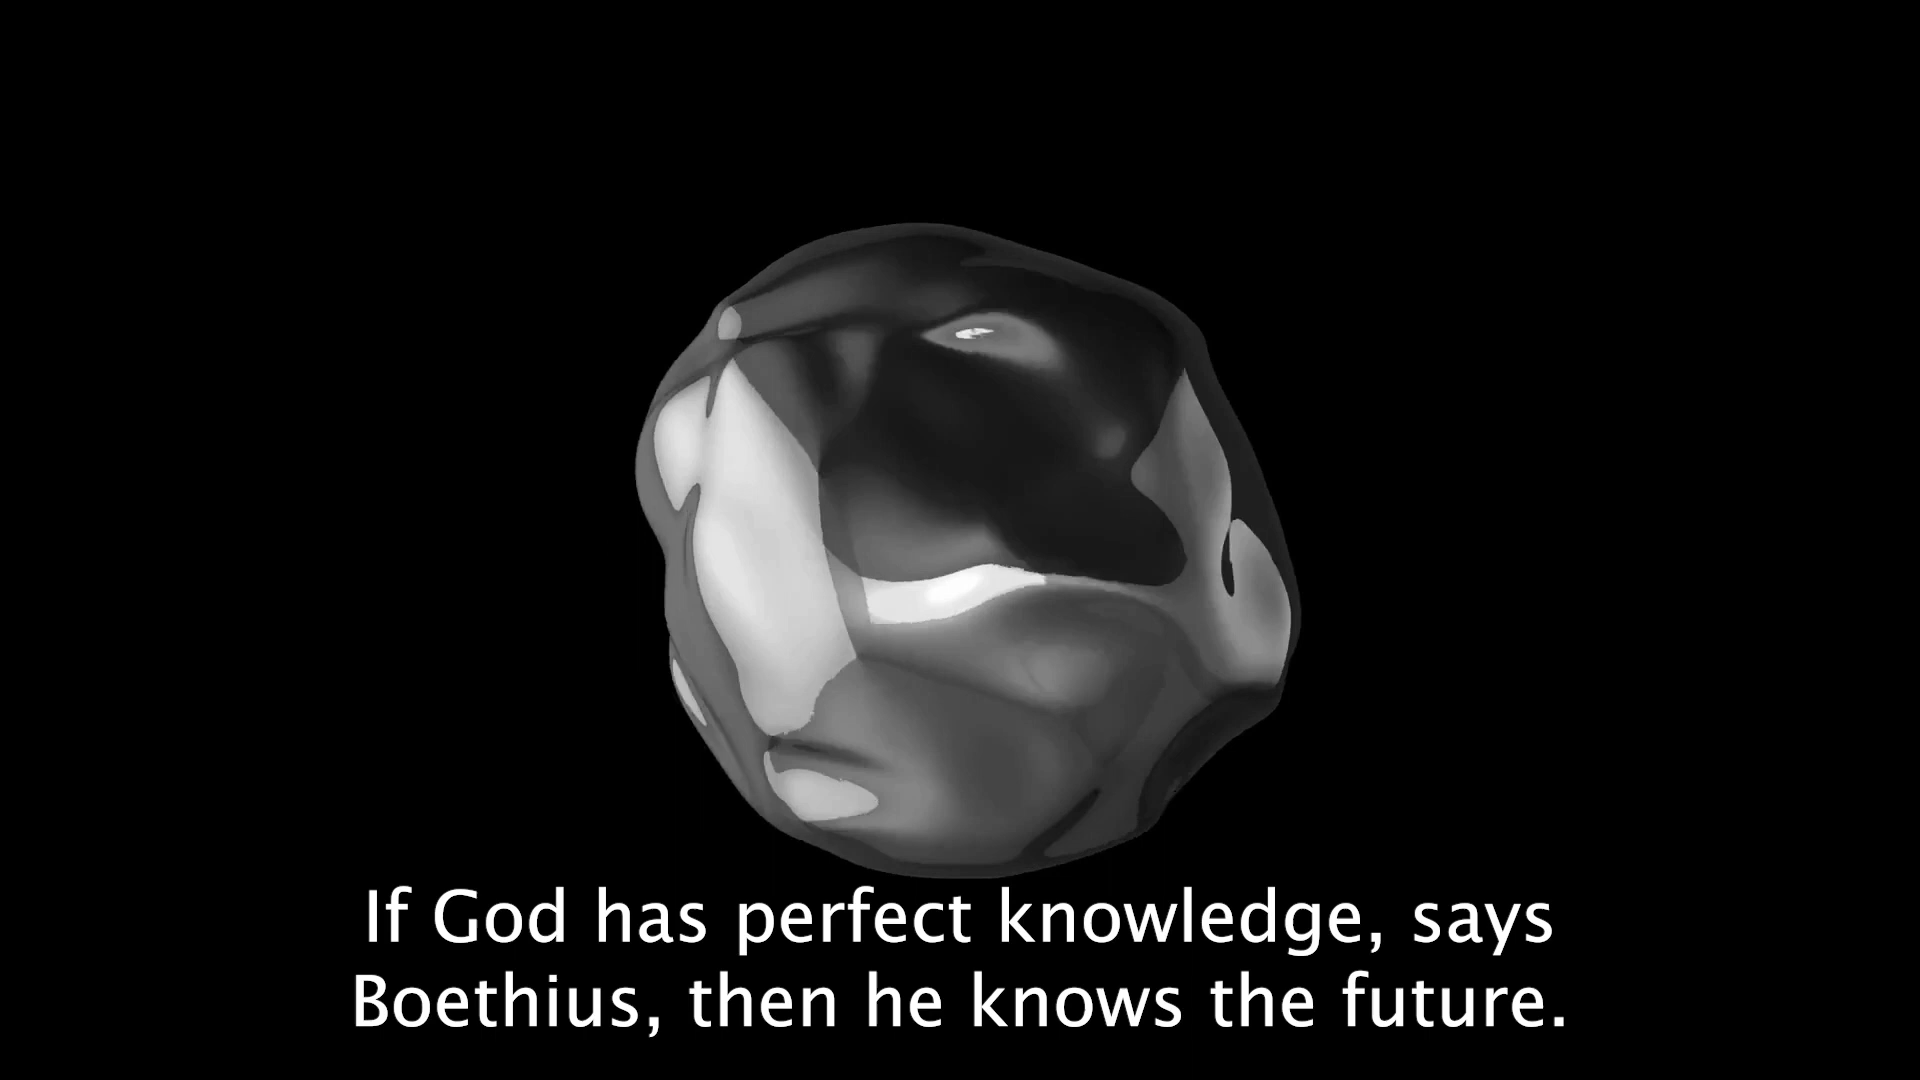 If God has perfect knowledge, says
Boethius, then he knows the future.